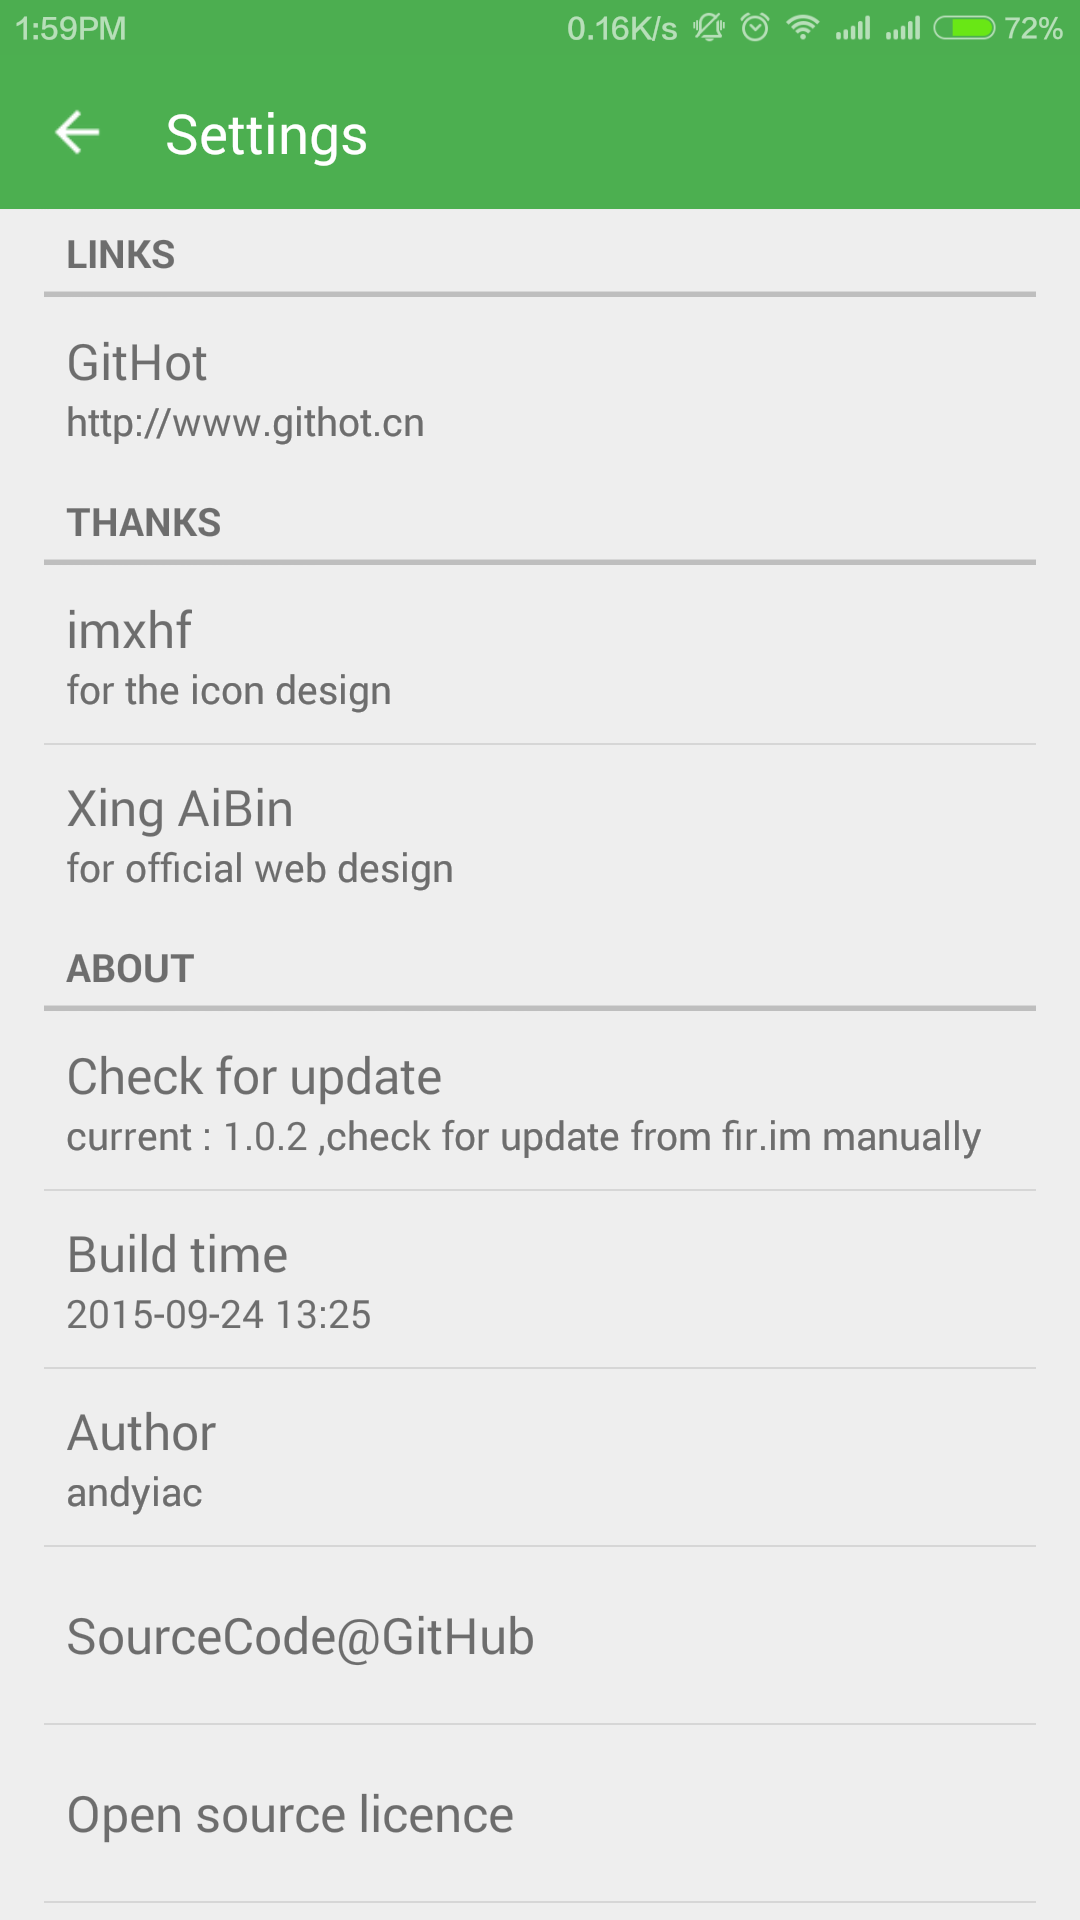 1:59PM 0.16K/s 72%
Settings
LINKS
GitHot
http://www.githot.cn
THANKS
imxhf
for the icon design
Xing AiBin
for official web design
ABOUT
Check for update
current : 1.0.2 ,check for update from fir.im manually
Build time
2015-09-24 13:25
Author
andyiac
SourceCode@GitHub
Open source licence